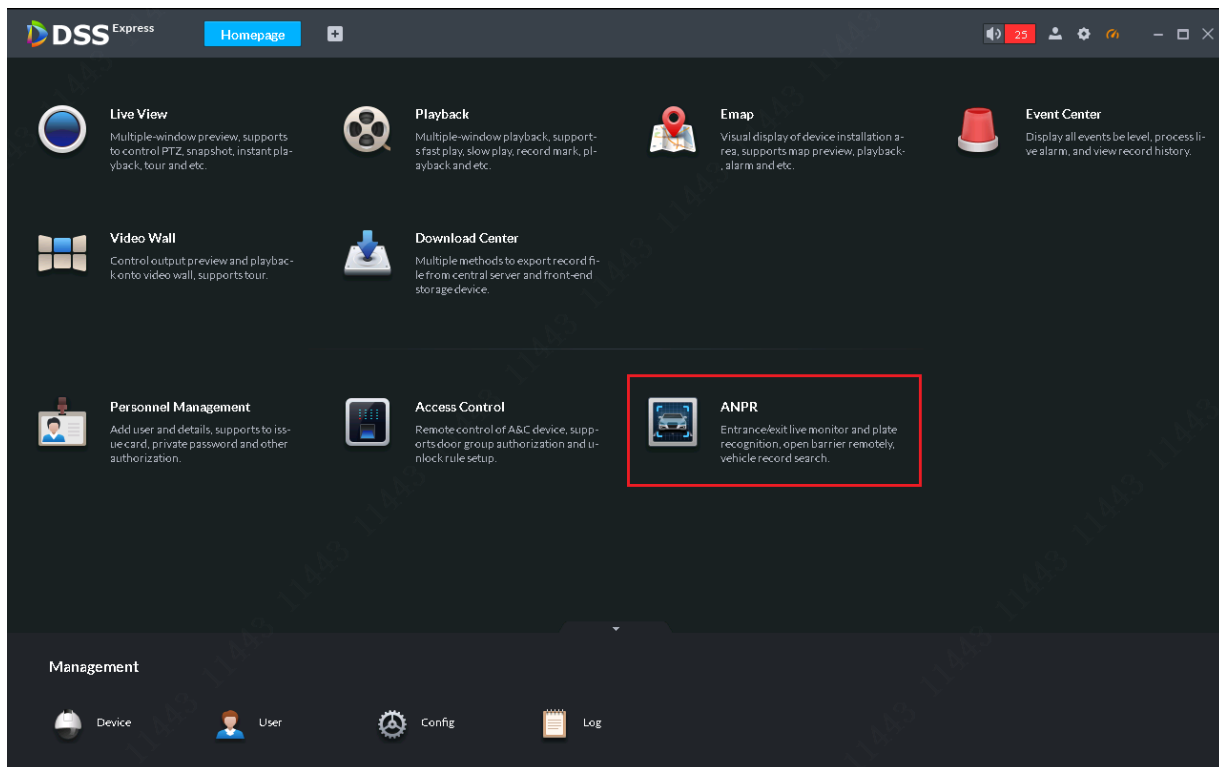 DSS Express
Homepage
25
Live View
Multiple-window preview, supports
to control PTZ, snapshot, instant pla-
yback, tour and etc.
Playback
Multiple-window playback, support-
s fast play, slow play, record mark, pl-
ayback and etc.
Emap
Visual display of device installation a-
rea, supports map preview, playback-
, alarm and etc.
Event Center
Display all events be level, process li-
ve alarm, and view record history.
Video Wall
Control output preview and playbac-
k onto video wall, supports tour.
Download Center
Multiple methods to export record fi-
le from central server and front-end
storage device.
Personnel Management
Add user and details, supports to iss-
ue card, private password and other
authorization.
Access Control
Remote control of A&C device, supp-
orts door group authorization and u-
nlock rule setup.
ANPR
Entrance/exit live monitor and plate
recognition, open barrier remotely,
vehicle record search.
Management
Device
User
Config
Log